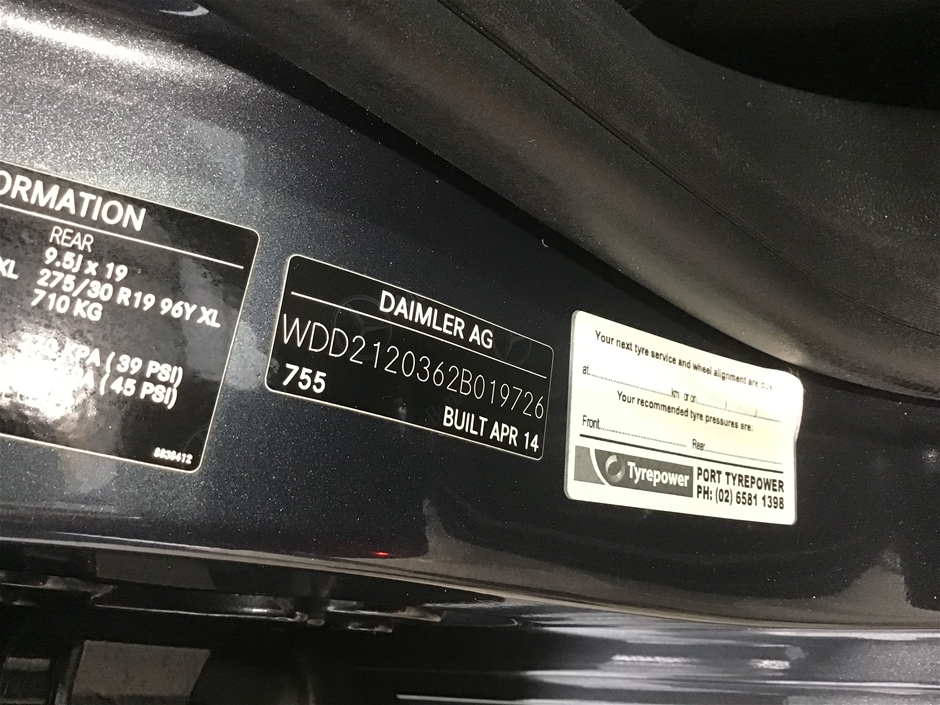 ORMATION
REAR
9.5J x 19
XL 275/30 R19 96Y XL
710 KG
KPA ( 39 PSI)
( 45 PSI)
DAIMLER AG
WDD2120362B019726
755
BUILT APR 14
Your next tyre service and wheel alignment are due
at km or on
Your recommended tyre pressures are:
Front Rear
Tyrepower
PORT TYREPOWER
PH: (02) 6581 1398